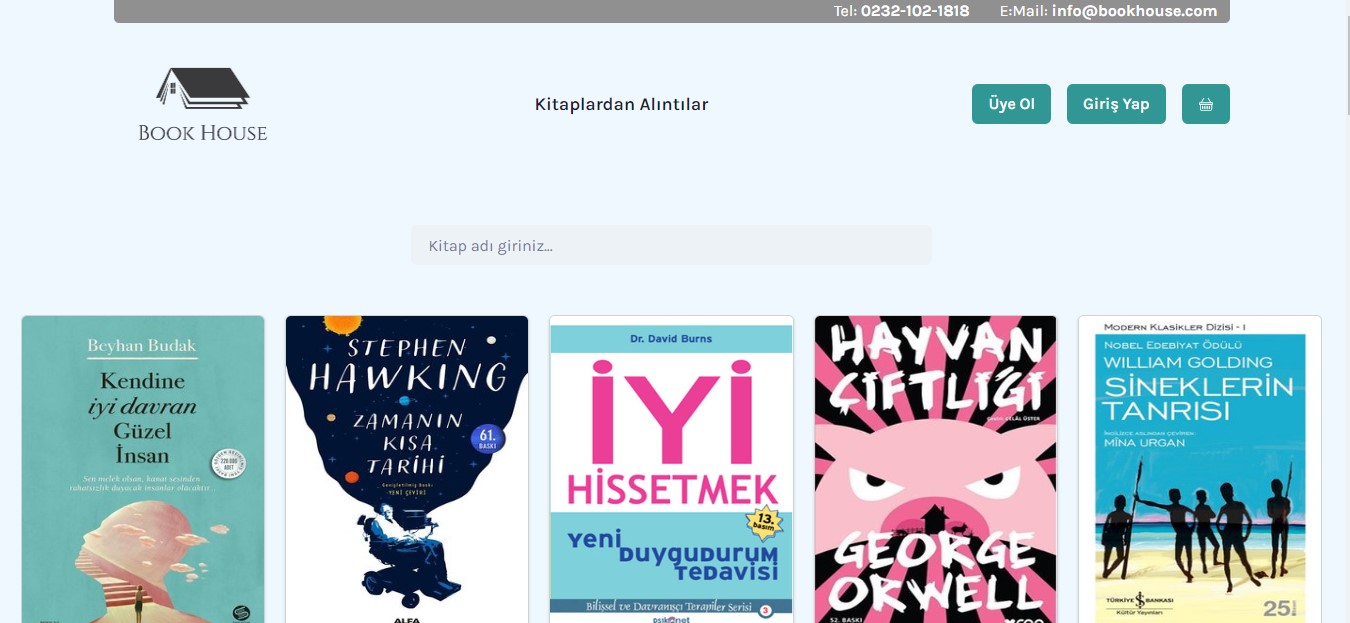 Tel: 0232-102-1818 E:Mail: info@bookhouse.com
BOOK HOUSE
Kitaplardan Alıntılar
Üye Ol
Giriş Yap
Kitap adı giriniz...
Beyhan Budak
Kendine
iyi davran
Güzel
İnsan
Sen melek olsan, kanat sesinden
rahatsızlık duyacak insanlar olacaktır...
STEPHEN
HAWKING
ZAMANIN
KISA
TARİHİ
61.
BASKI
Genişletilmiş Baskı
YENİ ÇEVİRİ
ALFA
Dr. David Burns
İYİ
HİSSETMEK
13.
basım
Yeni
Duygudurum
Tedavisi
Bilişsel ve Davranışçı Terapiler Serisi 3
psikonet
HAYVAN
ÇİFTLİĞİ
GEORGE
ORWELL
52. BASKI
MODERN KLASİKLER DİZİSİ - I
NOBEL EDEBİYAT ÖDÜLÜ
WILLIAM GOLDING
SİNEKLERİN
TANRISI
İNGİLİZCE ASLINDAN ÇEVİREN:
MÎNA URGAN
TÜRKİYE İŞ BANKASI
Kültür Yayınları
25